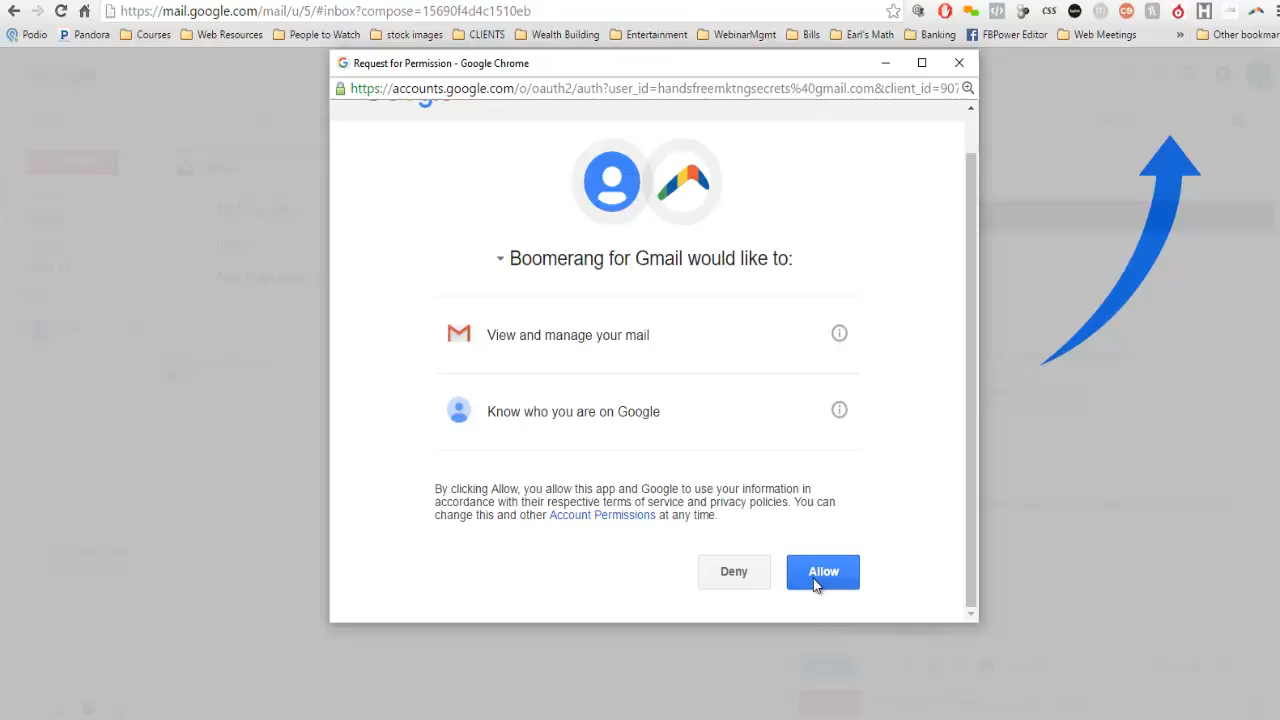 https://mail.google.com/mail/u/5/#inbox?compose=15690f4d4c1510eb
CSS
Podio Pandora Courses Web Resources People to Watch stock images CLIENTS Wealth Building Entertainment WebinarMgmt Bills Earl's Math Banking FBPower Editor Web Meetings » Other bookmar
Request for Permission - Google Chrome
https://accounts.google.com/o/oauth2/auth?user_id=handsfreemktngsecrets%40gmail.com&client_id=907
Boomerang for Gmail would like to:
View and manage your mail
Know who you are on Google
By clicking Allow, you allow this app and Google to use your information in
accordance with their respective terms of service and privacy policies. You can
change this and other Account Permissions at any time.
Deny Allow